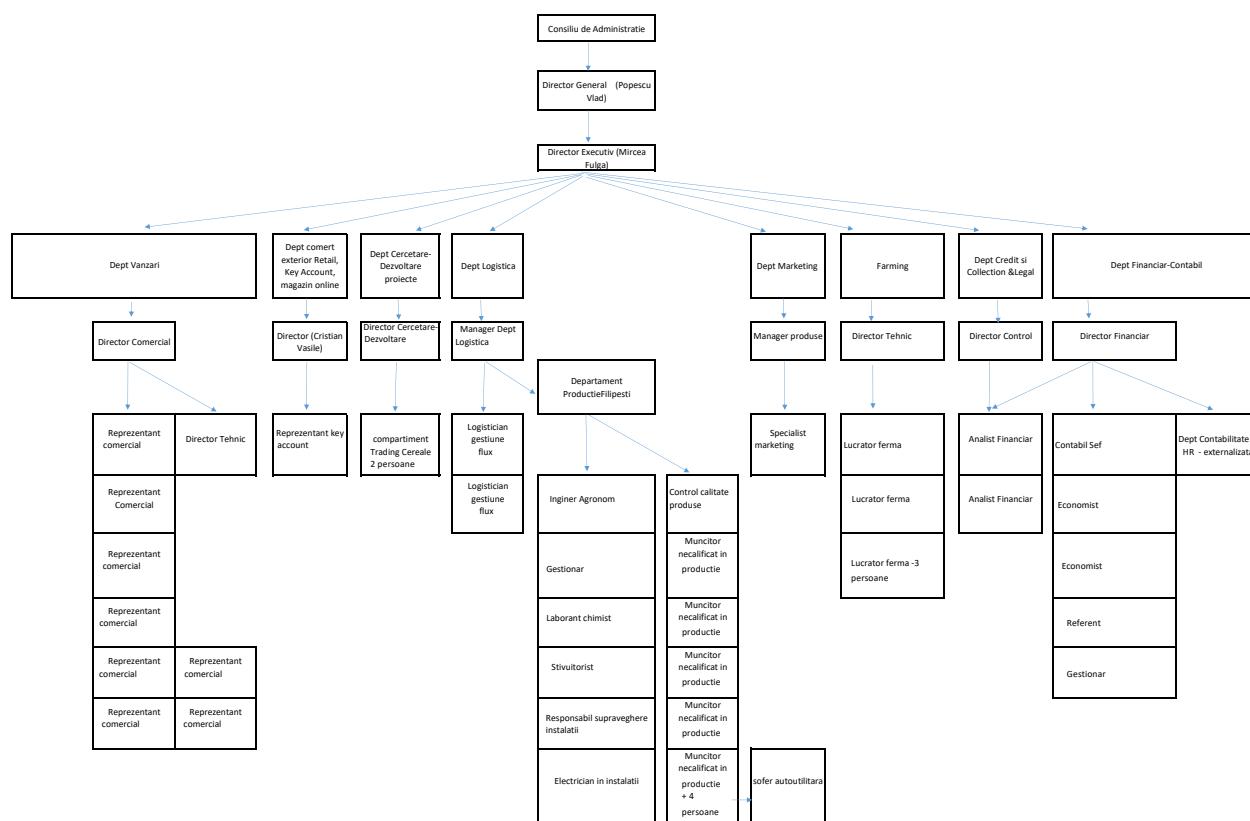 Consiliu de Administratie
Director General (Popescu
Vlad)
Director Executiv (Mircea
Fulga)
Dept Vanzari
Dept comert
exterior Retail,
Key Account,
magazin online
Dept Cercetare-
Dezvoltare
proiecte
Dept Logistica
Dept Marketing
Farming
Dept Credit si
Collection &Legal
Dept Financiar-Contabil
Director Comercial
Director (Cristian
Vasile)
Director Cercetare-
Dezvoltare
Manager Dept
Logistica
Manager produse
Director Tehnic
Director Control
Director Financiar
Departament
ProductieFilipesti
Reprezentant
comercial
Director Tehnic
Reprezentant key
account
compartiment
Trading Cereale
2 persoane
Logistician
gestiune
flux
Specialist
marketing
Lucrator ferma
Analist Financiar
Contabil Sef
Dept Contabilitate
HR - externalizata
Reprezentant
Comercial
Logistician
gestiune
flux
Inginer Agronom
Control calitate
produse
Lucrator ferma
Analist Financiar
Economist
Reprezentant
comercial
Gestionar
Muncitor
necalificat in
productie
Lucrator ferma -3
persoane
Economist
Reprezentant
comercial
Laborant chimist
Muncitor
necalificat in
productie
Referent
Reprezentant
comercial
Reprezentant
comercial
Stivuitorist
Muncitor
necalificat in
productie
Gestionar
Reprezentant
comercial
Reprezentant
comercial
Responsabil supraveghere
instalatii
Muncitor
necalificat in
productie
Electrician in instalatii
Muncitor
necalificat in
productie
+ 4
persoane
sofer autoutilitara